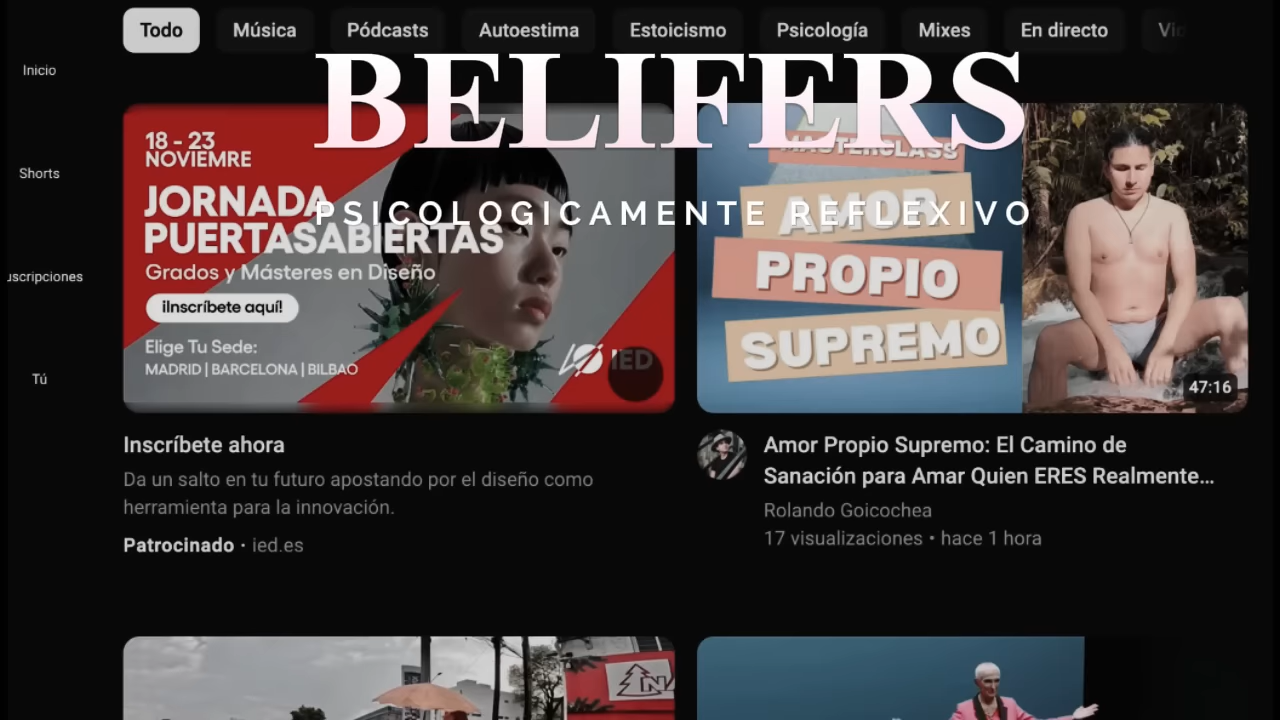 Todo
Música
Pódcasts
Autoestima
Estoicismo
Psicología
Mixes
En directo
BELIFERS
PSICOLOGICAMENTE REFLEXIVO
Inicio
Shorts
uscripciones
Tú
18 - 23
NOVIEMRE
JORNADA
PUERTASABIERTAS
Grados y Másteres en Diseño
¡Inscríbete aquí!
Elige Tu Sede:
MADRID | BARCELONA | BILBAO
IED
MASTERCLASS
AMOR
PROPIO
SUPREMO
47:16
Inscríbete ahora
Da un salto en tu futuro apostando por el diseño como
herramienta para la innovación.
Patrocinado · ied.es
Amor Propio Supremo: El Camino de
Sanación para Amar Quien ERES Realmente...
Rolando Goicochea
17 visualizaciones • hace 1 hora